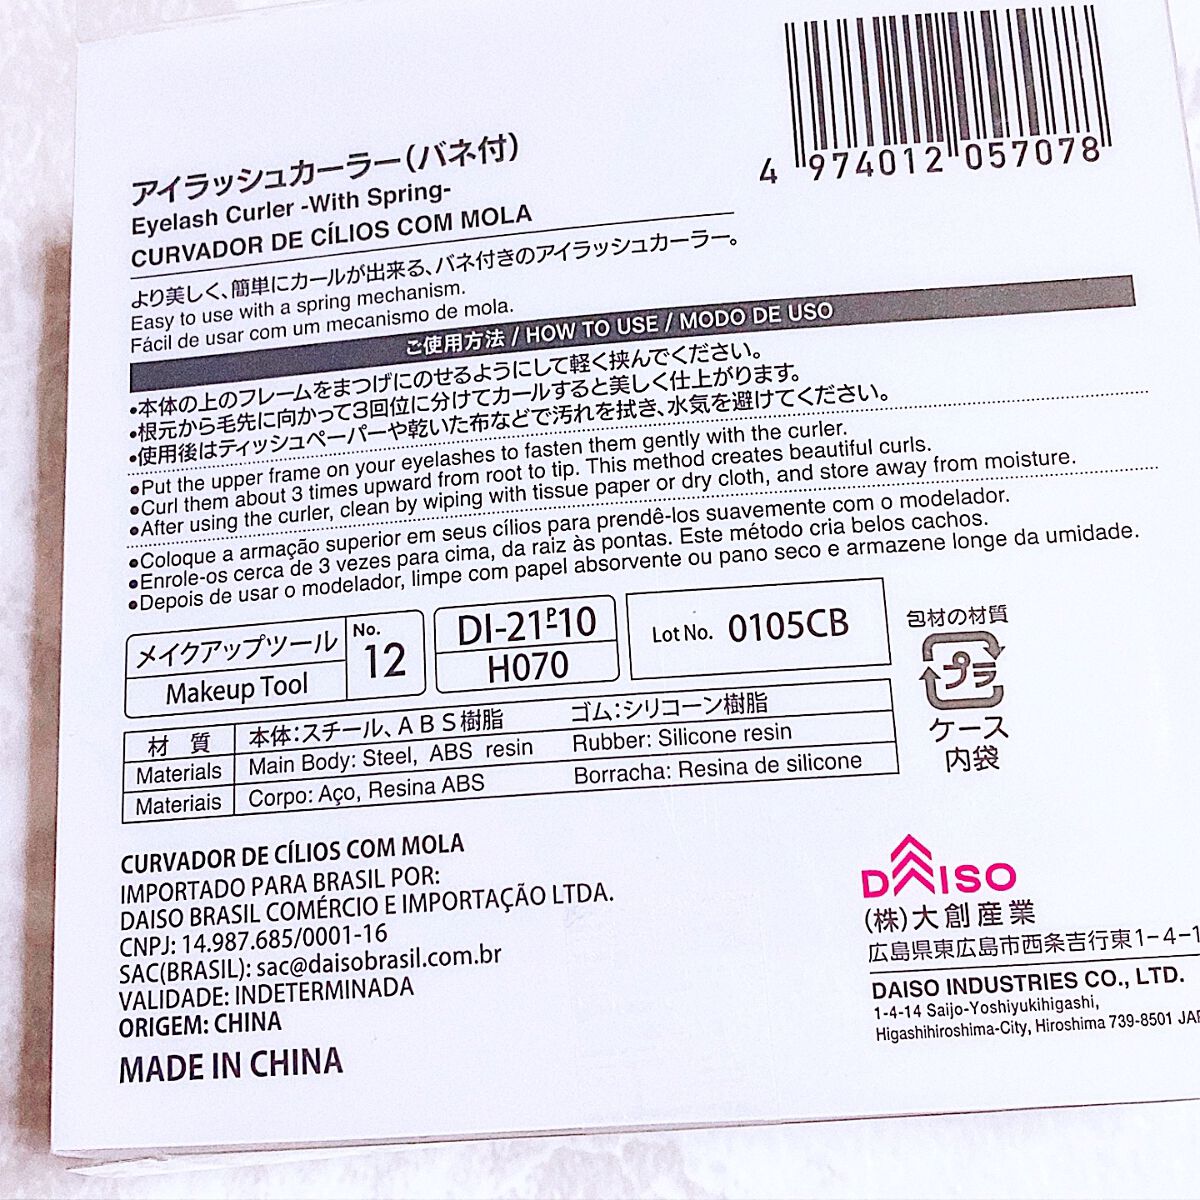 4 974012 057078
アイラッシュカーラー(バネ付)
Eyelash Curler -With Spring-
CURVADOR DE CÍLIOS COM MOLA
より美しく、簡単にカールが出来る、バネ付きのアイラッシュカーラー。
Easy to use with a spring mechanism.
Fácil de usar com um mecanismo de mola.
ご使用方法 / HOW TO USE / MODO DE USO
•本体の上のフレームをまつげにのせるようにして軽く挟んでください。
•根元から毛先に向かって3回位に分けてカールすると美しく仕上がります。
•使用後はティッシュペーパーや乾いた布などで汚れを拭き、水気を避けてください。
●Put the upper frame on your eyelashes to fasten them gently with the curler.
●Curl them about 3 times upward from root to tip. This method creates beautiful curls.
●After using the curler, clean by wiping with tissue paper or dry cloth, and store away from moisture.
●Coloque a armação superior em seus cílios para prendê-los suavemente com o modelador.
●Enrole-os cerca de 3 vezes para cima, da raiz às pontas. Este método cria belos cachos.
●Depois de usar o modelador, limpe com papel absorvente ou pano seco e armazene longe da umidade.
メイクアップツール
Makeup Tool
No.
12
DI-21-P-10
H070
Lot No. 0105CB
包材の材質
プラ
ケース
内袋
材 質 本体:スチール、ABS樹脂 ゴム:シリコーン樹脂
Materials Main Body: Steel, ABS resin Rubber: Silicone resin
Materiais Corpo: Aço, Resina ABS Borracha: Resina de silicone
CURVADOR DE CÍLIOS COM MOLA
IMPORTADO PARA BRASIL POR:
DAISO BRASIL COMÉRCIO E IMPORTAÇÃO LTDA.
CNPJ: 14.987.685/0001-16
SAC(BRASIL): sac@daisobrasil.com.br
VALIDADE: INDETERMINADA
ORIGEM: CHINA
MADE IN CHINA
DAISO
(株)大創産業
広島県東広島市西条吉行東1-4-1
DAISO INDUSTRIES CO., LTD.
1-4-14 Saijo-Yoshiyukihigashi,
Higashihiroshima-City, Hiroshima 739-8501 JAP